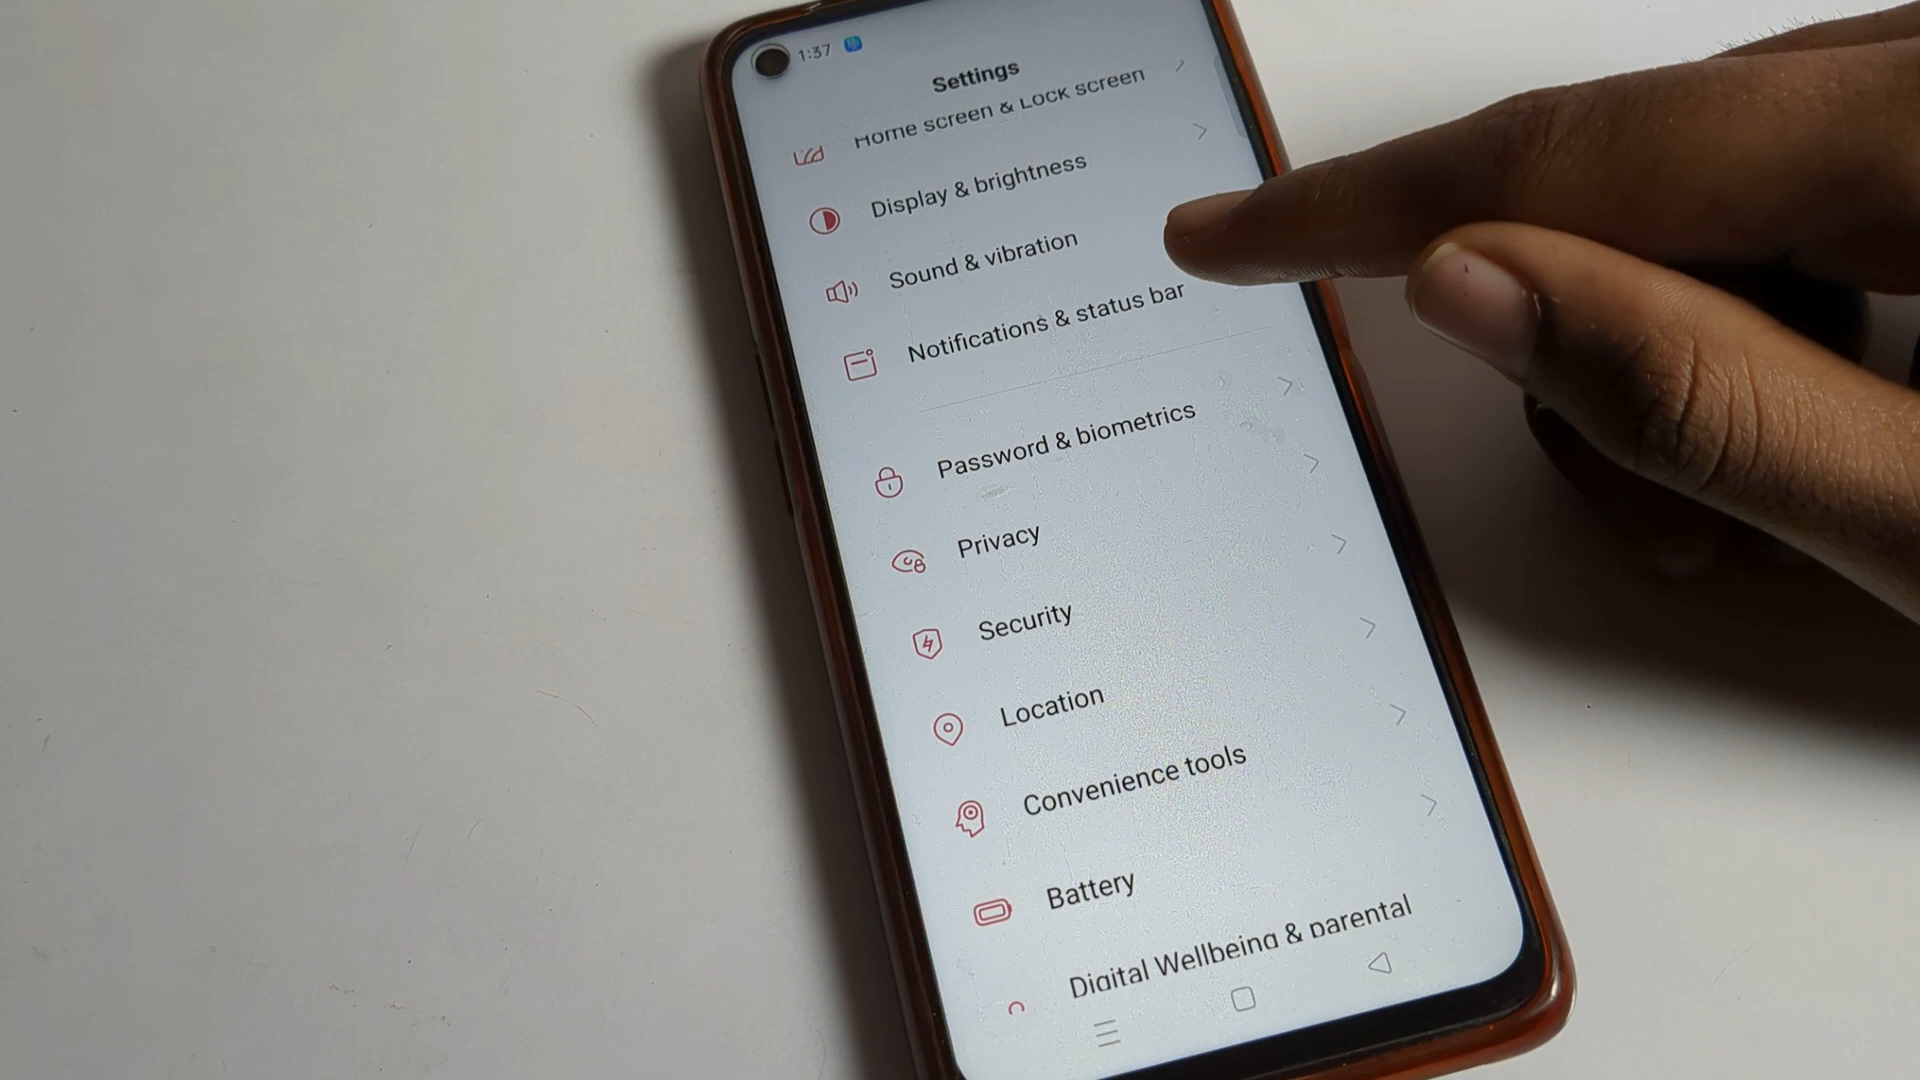 1:37
Settings
Home screen & Lock screen
Display & brightness
Sound & vibration
Notifications & status bar
Password & biometrics
Privacy
Security
Location
Convenience tools
Battery
Digital Wellbeing & parental